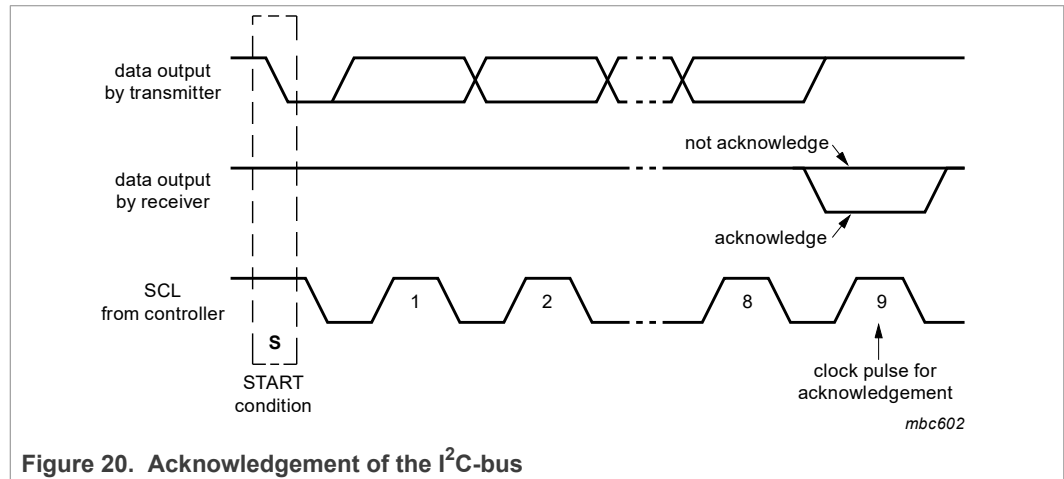 data output
by transmitter
not acknowledge
data output
by receiver
acknowledge
SCL
from controller
1
2
8
9
S
START
condition
clock pulse for
acknowledgement
mbc602
Figure 20. Acknowledgement of the I²C-bus